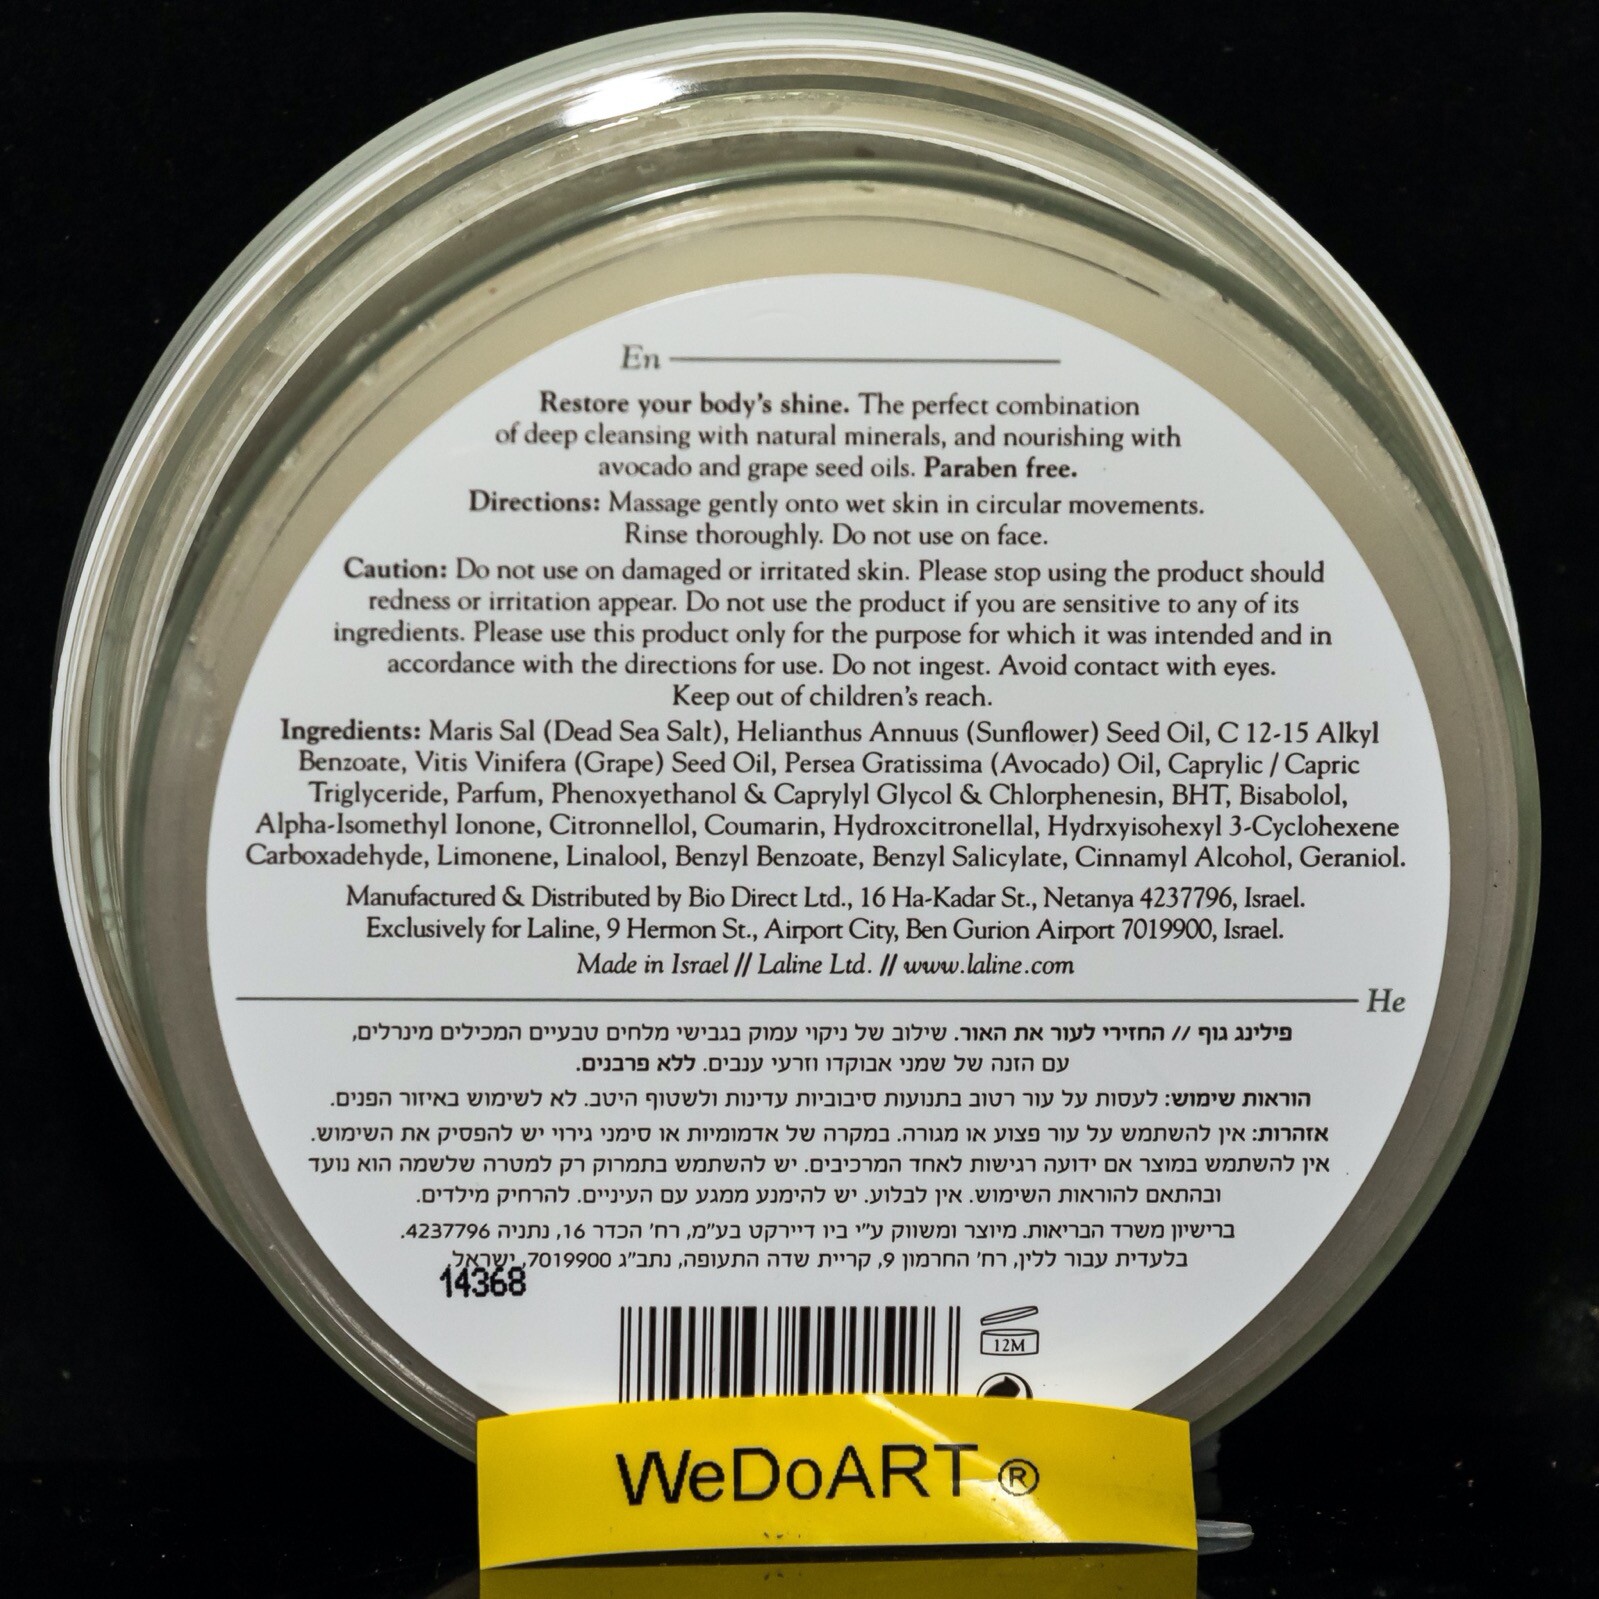 En
Restore your body's shine. The perfect combination
of deep cleansing with natural minerals, and nourishing with
avocado and grape seed oils. Paraben free.
Directions: Massage gently onto wet skin in circular movements.
Rinse thoroughly. Do not use on face.
Caution: Do not use on damaged or irritated skin. Please stop using the product should
redness or irritation appear. Do not use the product if you are sensitive to any of its
ingredients. Please use this product only for the purpose for which it was intended and in
accordance with the directions for use. Do not ingest. Avoid contact with eyes.
Keep out of children's reach.
Ingredients: Maris Sal (Dead Sea Salt), Helianthus Annuus (Sunflower) Seed Oil, C 12-15 Alkyl
Benzoate, Vitis Vinifera (Grape) Seed Oil, Persea Gratissima (Avocado) Oil, Caprylic / Capric
Triglyceride, Parfum, Phenoxyethanol & Caprylyl Glycol & Chlorphenesin, BHT, Bisabolol,
Alpha-Isomethyl Ionone, Citronnellol, Coumarin, Hydroxcitronellal, Hydrxyisohexyl 3-Cyclohexene
Carboxadehyde, Limonene, Linalool, Benzyl Benzoate, Benzyl Salicylate, Cinnamyl Alcohol, Geraniol.
Manufactured & Distributed by Bio Direct Ltd., 16 Ha-Kadar St., Netanya 4237796, Israel.
Exclusively for Laline, 9 Hermon St., Airport City, Ben Gurion Airport 7019900, Israel.
Made in Israel // Laline Ltd. // www.laline.com
He
פילינג גוף // החזירי לעור את האור. שילוב של ניקוי עמוק בגבישי מלחים טבעיים המכילים מינרלים,
עם הזנה של שמני אבוקדו וזרעי ענבים. ללא פרבנים.
הוראות שימוש: לעסות על עור רטוב בתנועות סיבוביות עדינות ולשטוף היטב. לא לשימוש באיזור הפנים.
אזהרות: אין להשתמש על עור פצוע או מגורה. במקרה של אדמומיות או סימני גירוי יש להפסיק את השימוש.
אין להשתמש במוצר אם ידועה רגישות לאחד המרכיבים. יש להשתמש בתמרוק רק למטרה שלשמה הוא נועד
ובהתאם להוראות השימוש. אין לבלוע. יש להימנע ממגע עם העיניים. להרחיק מילדים.
ברישיון משרד הבריאות. מיוצר ומשווק ע״י ביו דיירקט בע״מ, רח׳ הכדר 16, נתניה 4237796.
בלעדית עבור ללין, רח׳ החרמון 9, קריית שדה התעופה, נתב״ג 7019900, ישראל.
14368
12M
WeDoART ®